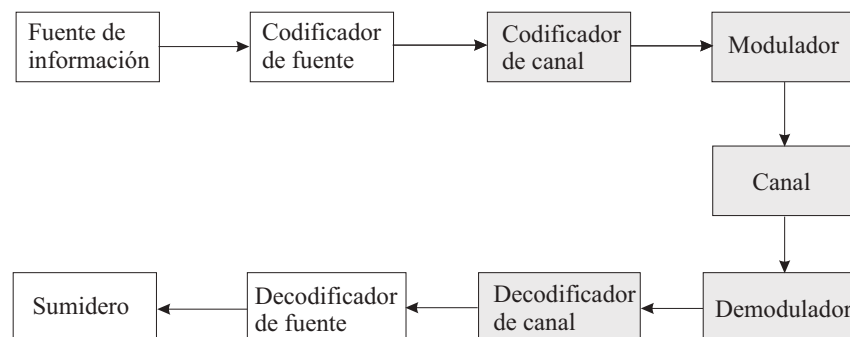 Fuente de
información
Codificador
de fuente
Codificador
de canal
Modulador
Canal
Sumidero
Decodificador
de fuente
Decodificador
de canal
Demodulador